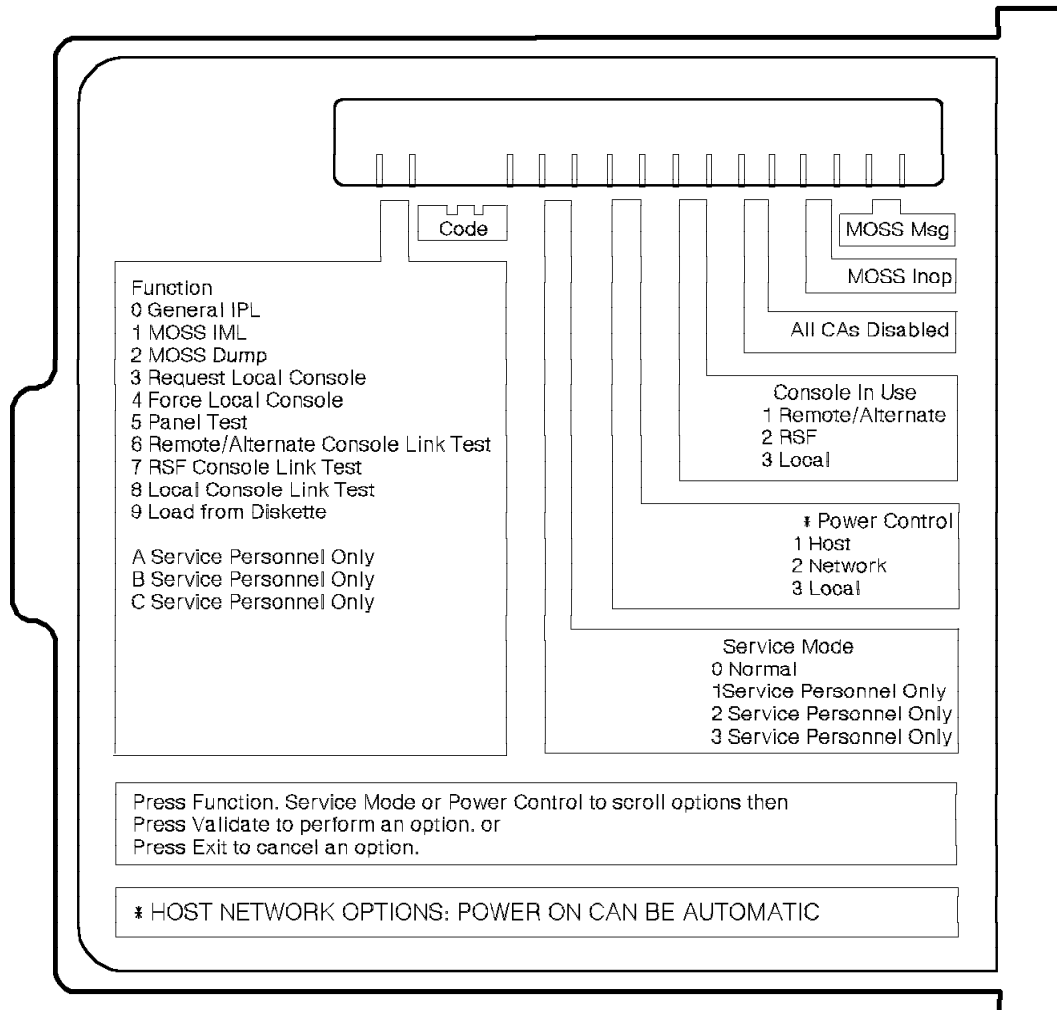 Code
MOSS Msg
MOSS Inop
All CAs Disabled
Function
0 General IPL
1 MOSS IML
2 MOSS Dump
3 Request Local Console
4 Force Local Console
5 Panel Test
6 Remote/Alternate Console Link Test
7 RSF Console Link Test
8 Local Console Link Test
9 Load from Diskette
A Service Personnel Only
B Service Personnel Only
C Service Personnel Only
Console In Use
1 Remote/Alternate
2 RSF
3 Local
* Power Control
1 Host
2 Network
3 Local
Service Mode
0 Normal
1Service Personnel Only
2 Service Personnel Only
3 Service Personnel Only
Press Function. Service Mode or Power Control to scroll options then
Press Validate to perform an option. or
Press Exit to cancel an option.
* HOST NETWORK OPTIONS: POWER ON CAN BE AUTOMATIC